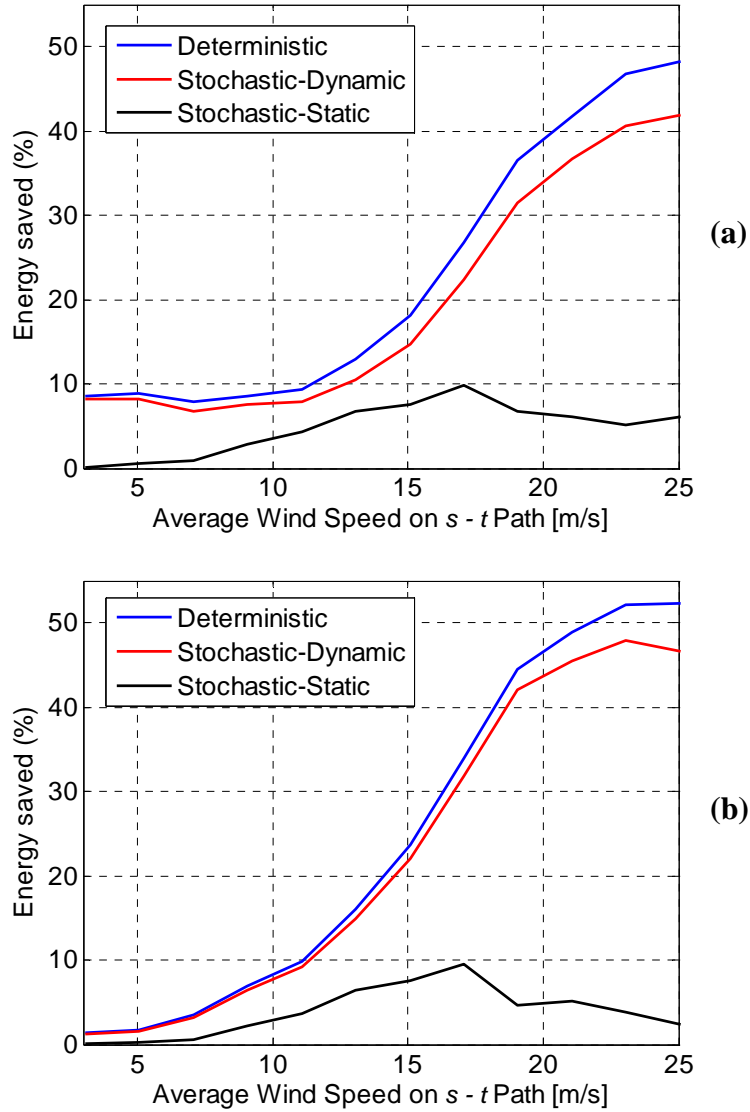 50
40
30
20
10
0
Energy saved (%)
Deterministic
Stochastic-Dynamic
Stochastic-Static
5 10 15 20 25
Average Wind Speed on s - t Path [m/s]
(a)
50
40
30
20
10
0
Energy saved (%)
Deterministic
Stochastic-Dynamic
Stochastic-Static
5 10 15 20 25
Average Wind Speed on s - t Path [m/s]
(b)